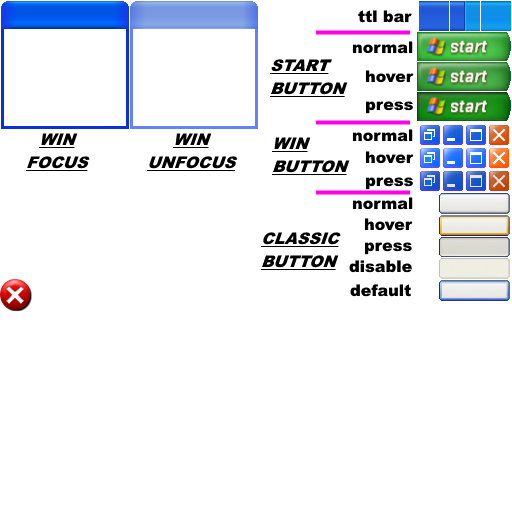 ttl bar
START
BUTTON
normal
start
hover
start
press
start
WIN
FOCUS
WIN
UNFOCUS
WIN
BUTTON
normal
hover
press
CLASSIC
BUTTON
normal
hover
press
disable
default